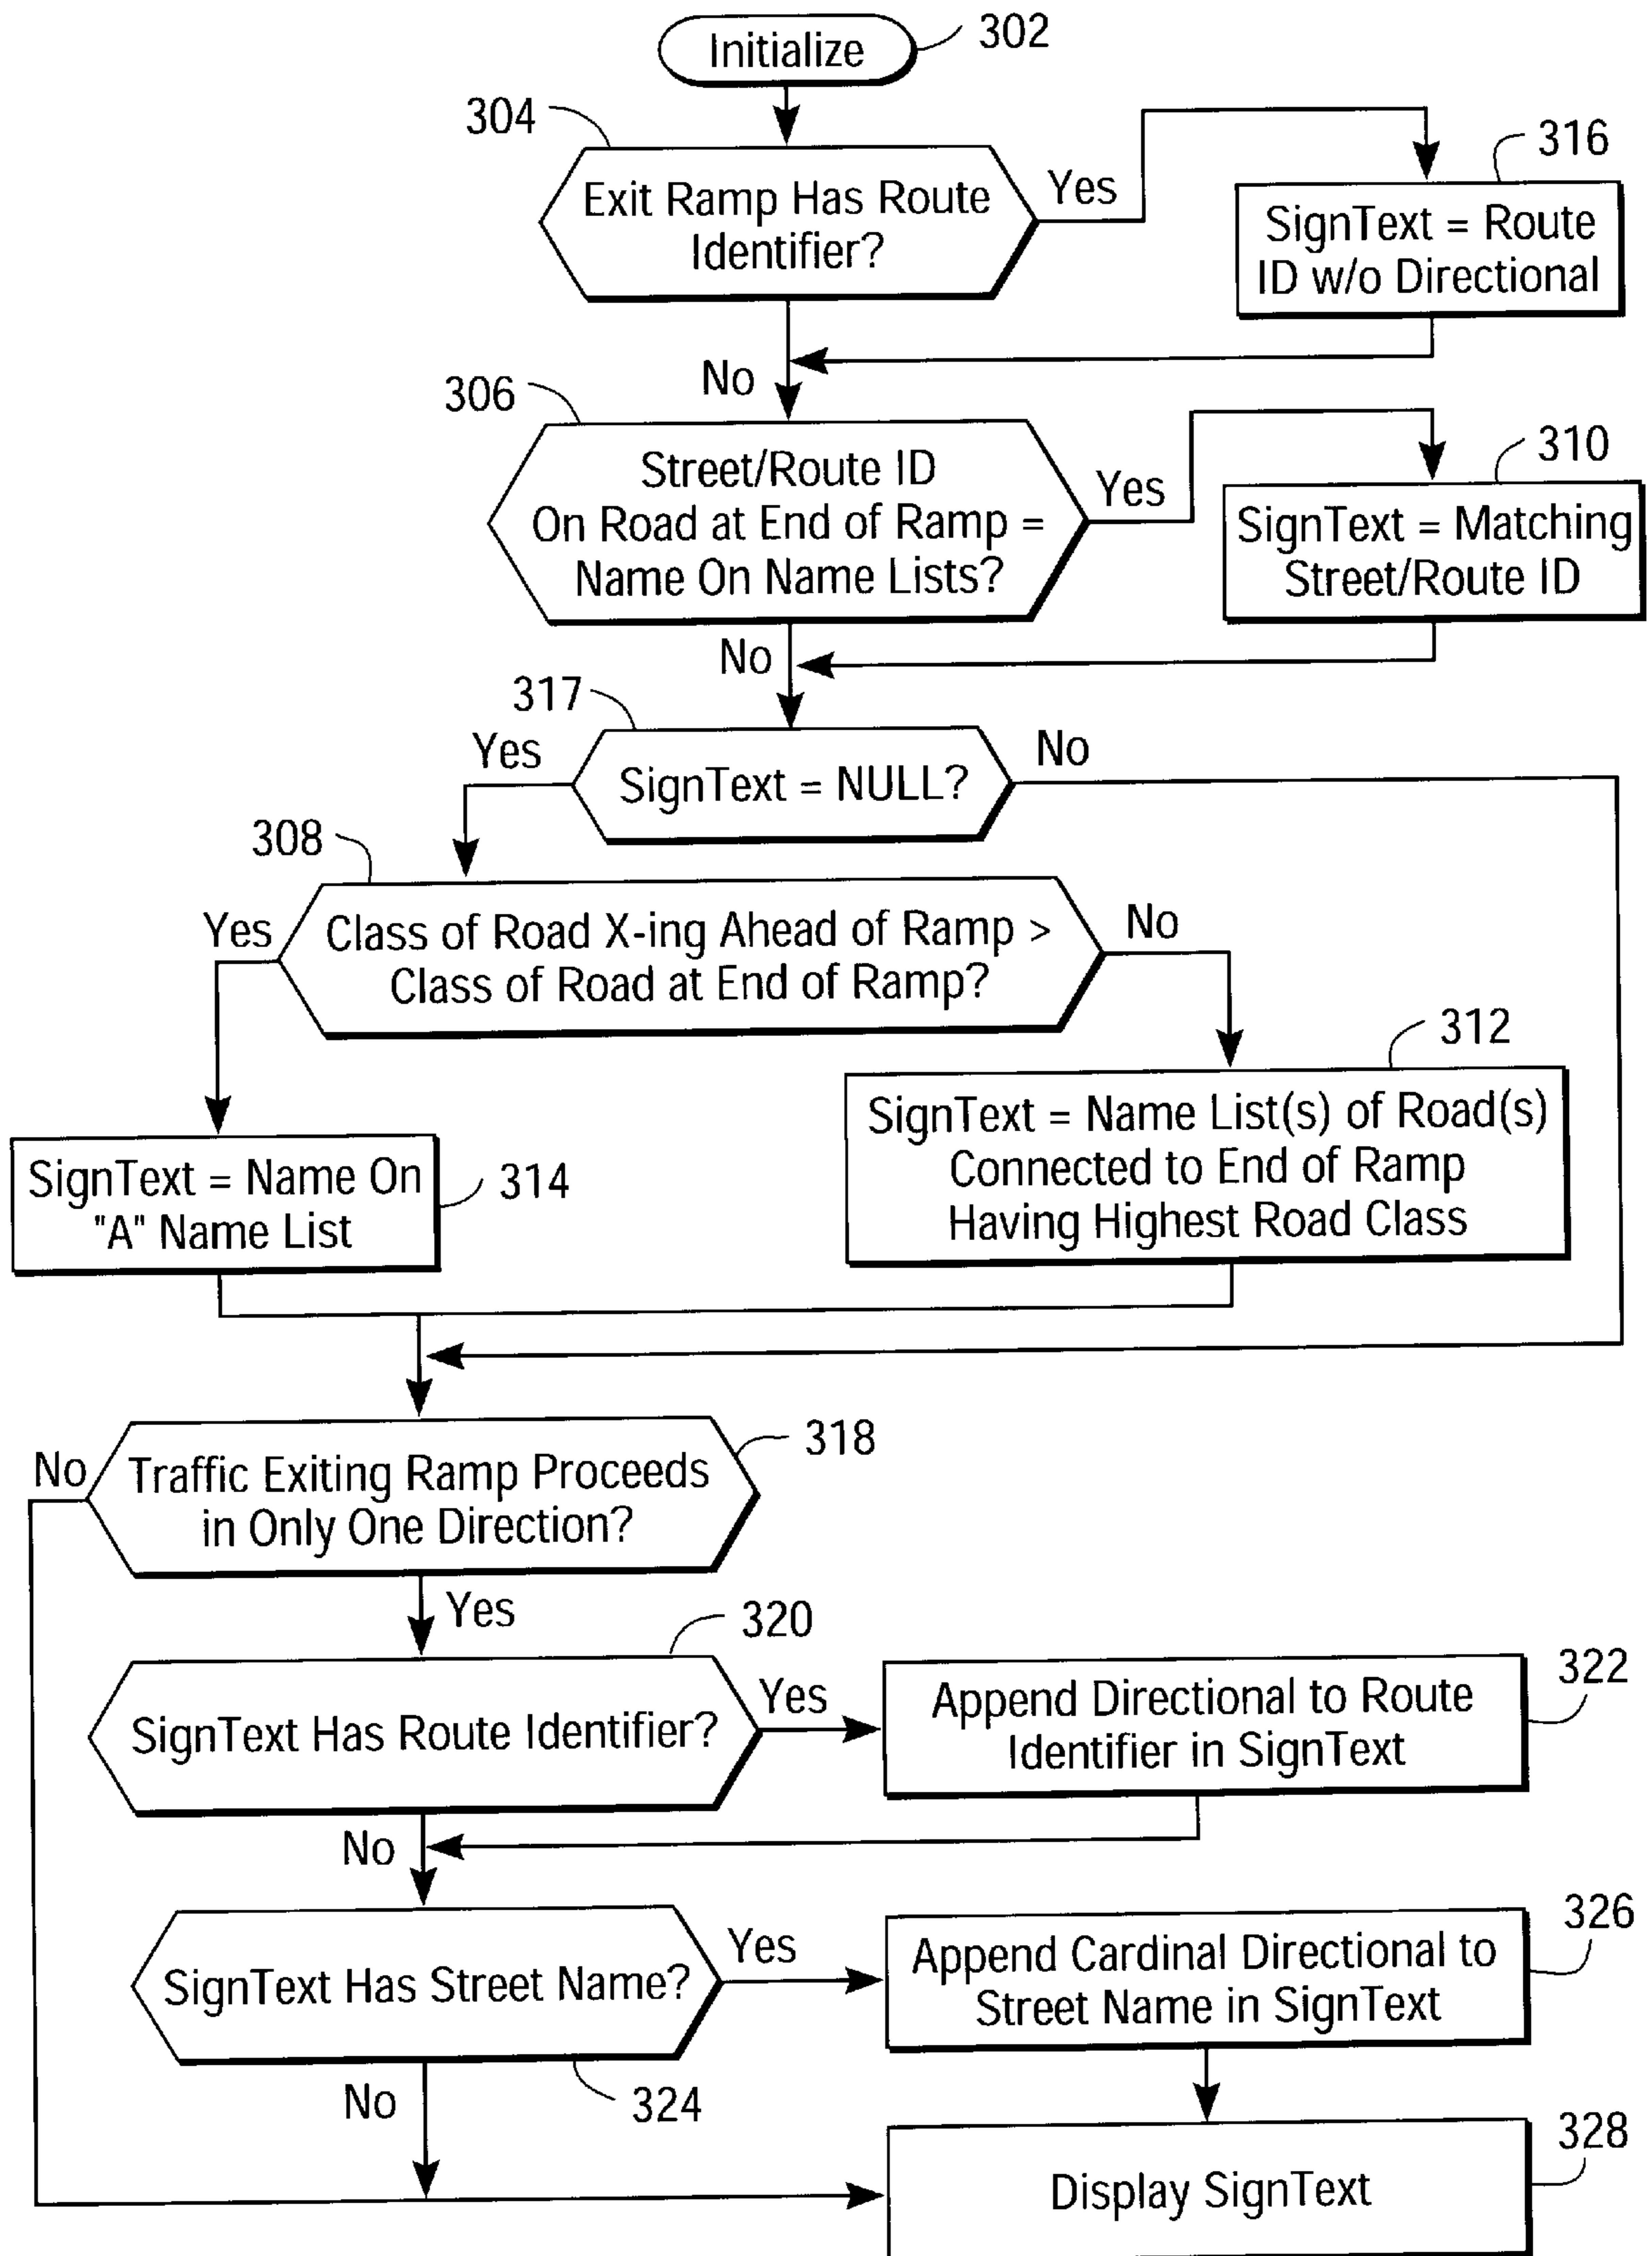 Initialize
302
304
Exit Ramp Has Route
Identifier?
Yes
316
SignText = Route
ID w/o Directional
No
306
Street/Route ID
On Road at End of Ramp =
Name On Name Lists?
Yes
310
SignText = Matching
Street/Route ID
No
317
Yes
SignText = NULL?
No
308
Yes
Class of Road X-ing Ahead of Ramp >
Class of Road at End of Ramp?
No
312
SignText = Name List(s) of Road(s)
Connected to End of Ramp
Having Highest Road Class
SignText = Name On
"A" Name List
314
318
No
Traffic Exiting Ramp Proceeds
in Only One Direction?
Yes
320
SignText Has Route Identifier?
Yes
Append Directional to Route
Identifier in SignText
322
No
SignText Has Street Name?
Yes
Append Cardinal Directional to
Street Name in SignText
326
No
324
Display SignText
328